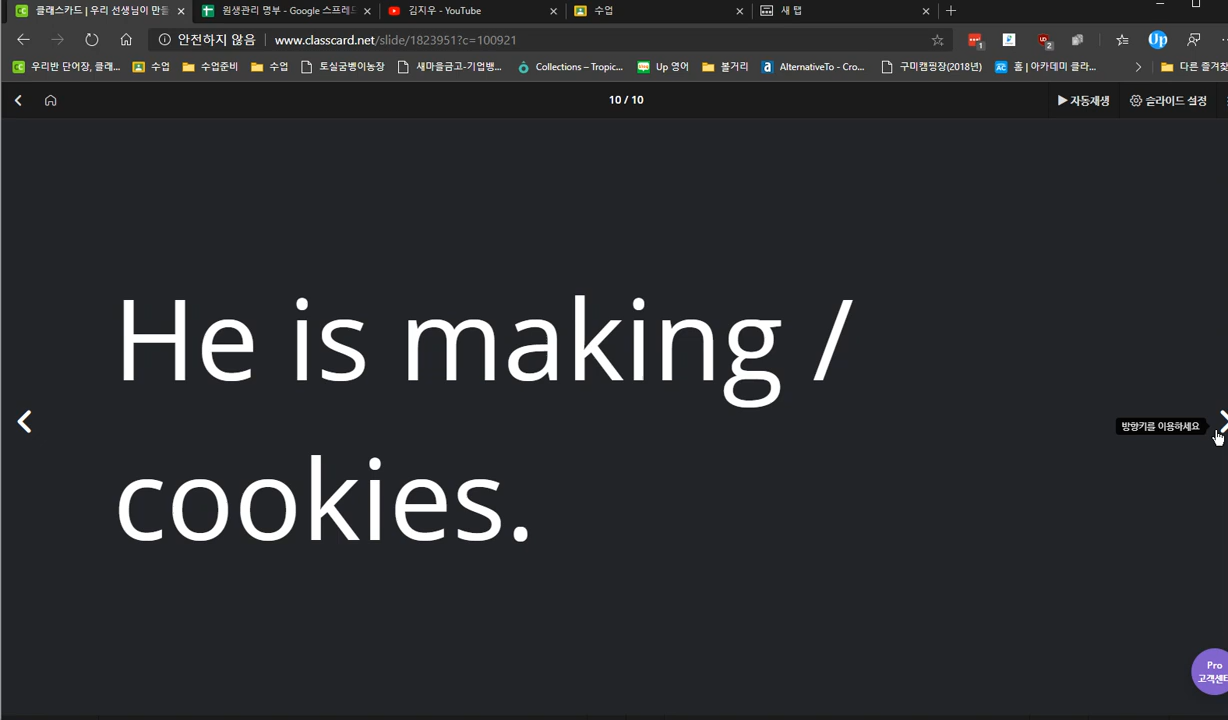 클래스카드 | 우리 선생님이 만든
원생관리 명부 - Google 스프레드
김지우 - YouTube
수업
새 탭
안전하지 않음 www.classcard.net/slide/1823951?c=100921
우리반 단어장, 클래... 수업 수업준비 수업 토실굼벵이농장 새마을금고-기업뱅... Collections – Tropic... Up 영어 볼거리 AlternativeTo - Cro... 구미캠핑장(2018년) 홈 | 아카데미 클라... 다른 즐겨찾
10 / 10
자동재생
슬라이드 설정
He is making /
cookies.
방향키를 이용하세요
Pro
고객센터